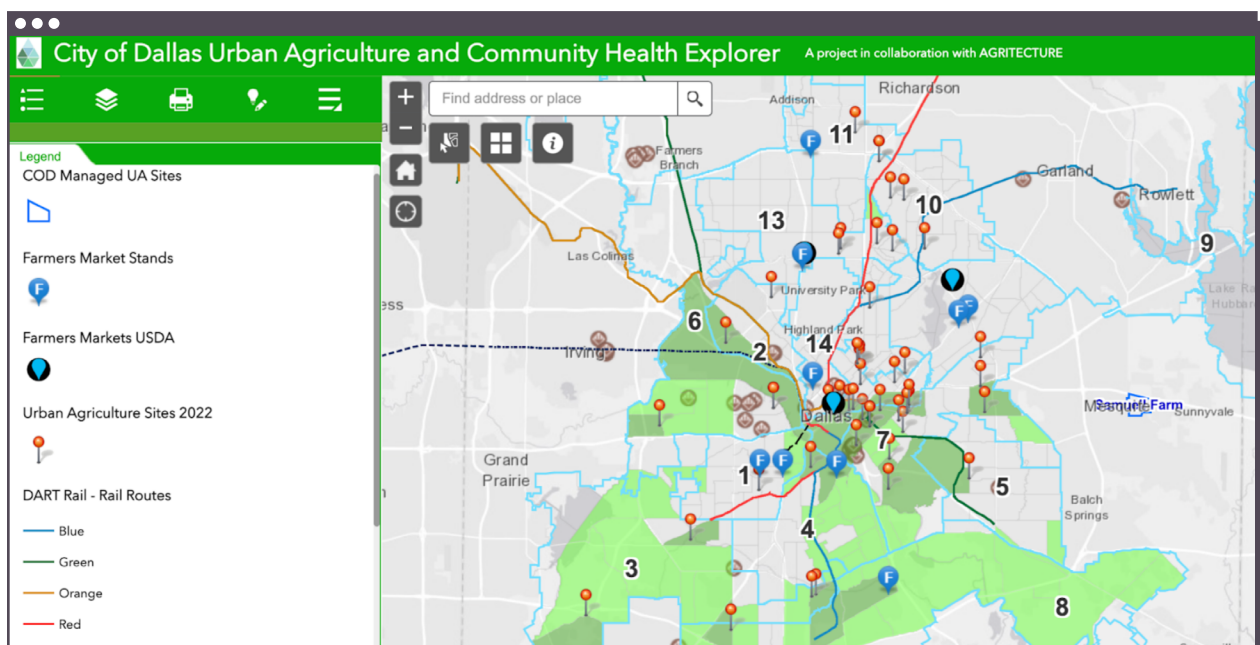 City of Dallas Urban Agriculture and Community Health Explorer
A project in collaboration with AGRITECTURE
Legend
COD Managed UA Sites
Farmers Market Stands
F
Farmers Markets USDA
Urban Agriculture Sites 2022
DART Rail - Rail Routes
Blue
Green
Orange
Red
+
Find address or place
−
i
Addison
Richardson
11
F
Farmers
Branch
Garland
Rowlett
10
13
9
F
Las Colinas
University Park
Lake Ra
Hubbar
ess
F
F
6
Highland Park
14
2
Irving
F
Samuell Farm
Mesquite
Sunnyvale
Dallas
7
Grand
Prairie
F
F
F
1
5
Balch
Springs
4
3
F
8